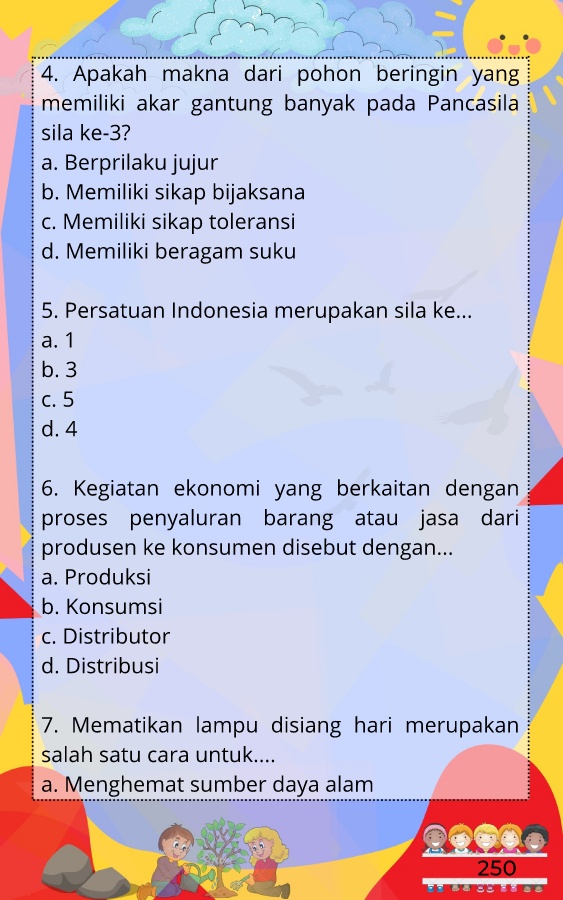 4. Apakah makna dari pohon beringin yang
memiliki akar gantung banyak pada Pancasila
sila ke-3?
a. Berprilaku jujur
b. Memiliki sikap bijaksana
c. Memiliki sikap toleransi
d. Memiliki beragam suku
5. Persatuan Indonesia merupakan sila ke...
a. 1
b. 3
c. 5
d. 4
6. Kegiatan ekonomi yang berkaitan dengan
proses penyaluran barang atau jasa dari
produsen ke konsumen disebut dengan...
a. Produksi
b. Konsumsi
c. Distributor
d. Distribusi
7. Mematikan lampu disiang hari merupakan
salah satu cara untuk....
a. Menghemat sumber daya alam
250